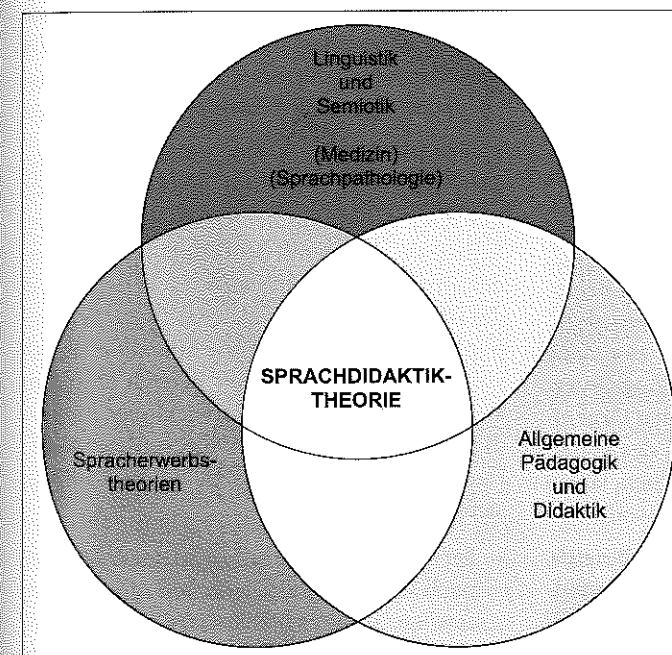 Linguistik
und
Semiotik
(Medizin)
(Sprachpathologie)
SPRACHDIDAKTIK-
THEORIE
Spracherwerbs-
theorien
Allgemeine
Pädagogik
und
Didaktik